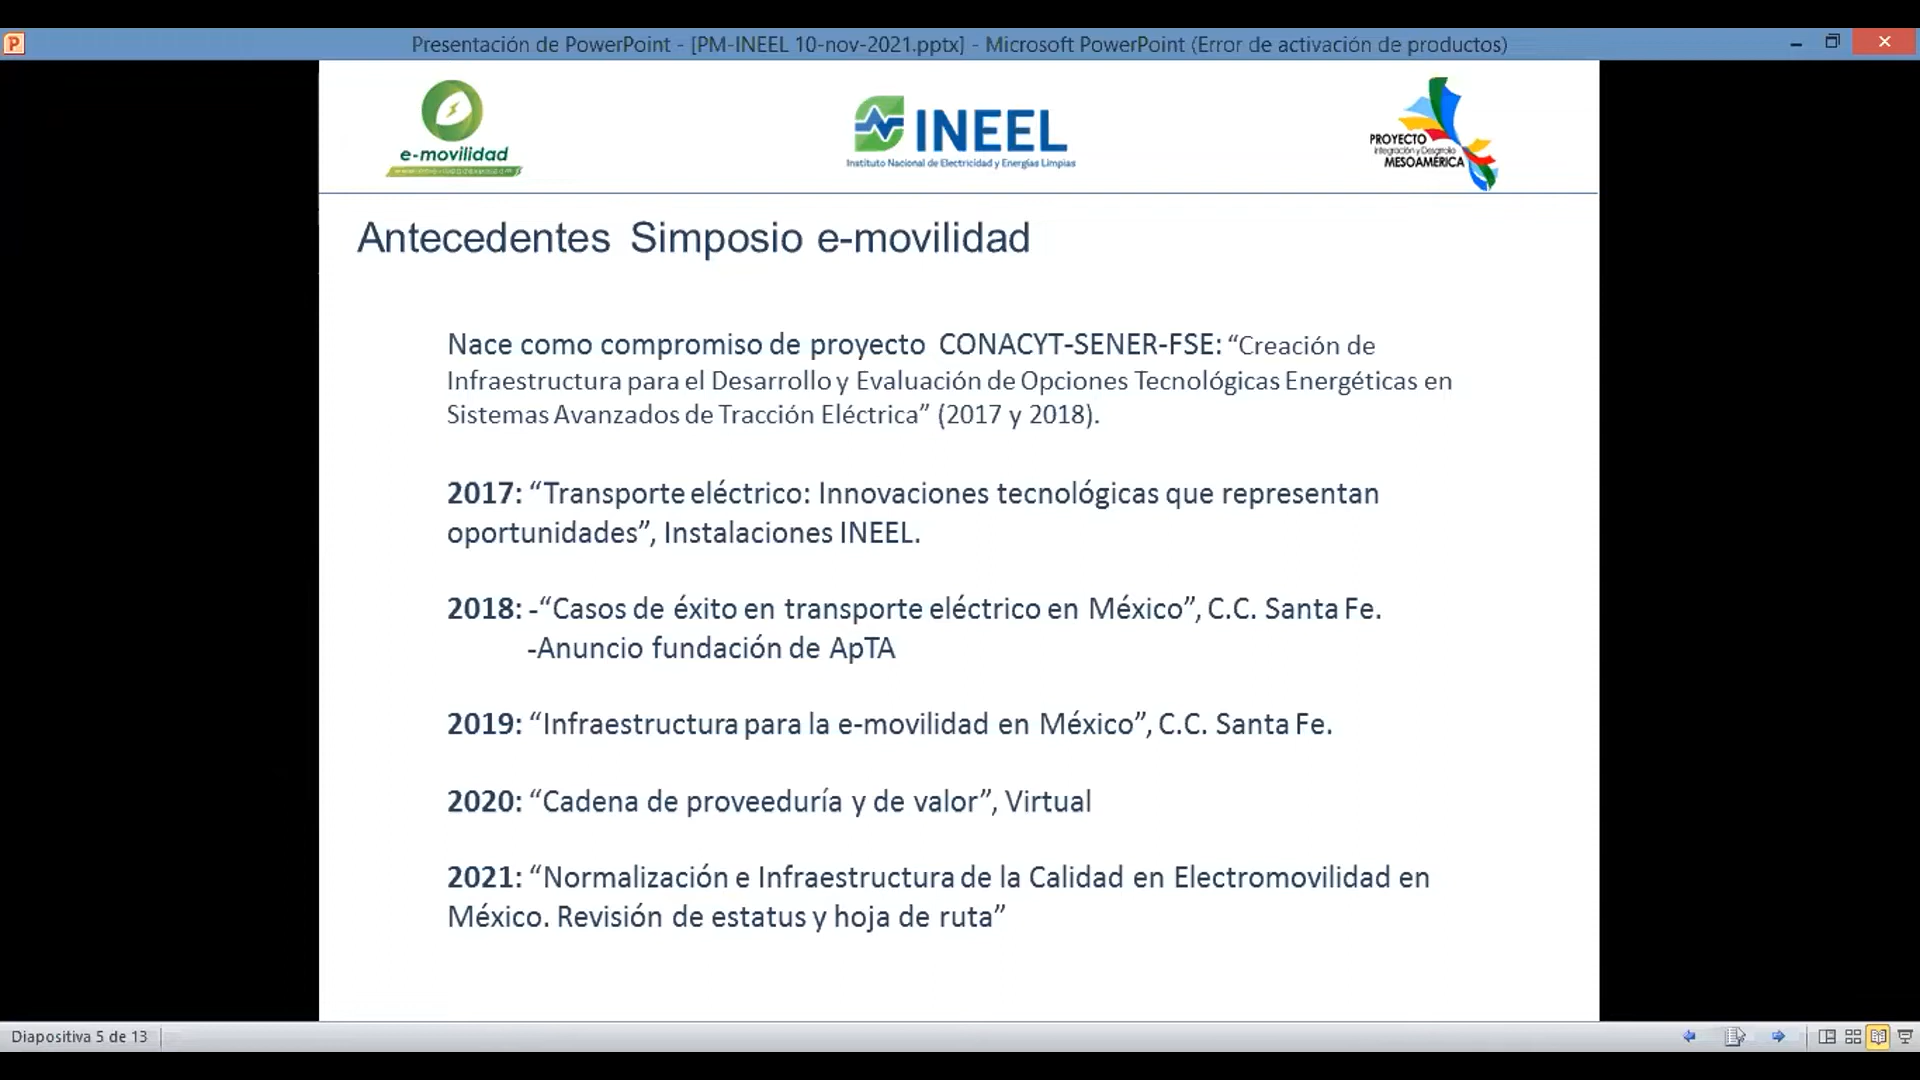 Presentación de PowerPoint - [PM-INEEL 10-nov-2021.pptx] - Microsoft PowerPoint (Error de activación de productos)
e-movilidad
INEEL
Instituto Nacional de Electricidad y Energías Limpias
PROYECTO
Integración y Desarrollo
MESOAMÉRICA
Antecedentes Simposio e-movilidad
Nace como compromiso de proyecto CONACYT-SENER-FSE: “Creación de
Infraestructura para el Desarrollo y Evaluación de Opciones Tecnológicas Energéticas en
Sistemas Avanzados de Tracción Eléctrica” (2017 y 2018).
2017: “Transporte eléctrico: Innovaciones tecnológicas que representan
oportunidades”, Instalaciones INEEL.
2018: -“Casos de éxito en transporte eléctrico en México”, C.C. Santa Fe.
-Anuncio fundación de ApTA
2019: “Infraestructura para la e-movilidad en México”, C.C. Santa Fe.
2020: “Cadena de proveeduría y de valor”, Virtual
2021: “Normalización e Infraestructura de la Calidad en Electromovilidad en
México. Revisión de estatus y hoja de ruta”
Diapositiva 5 de 13